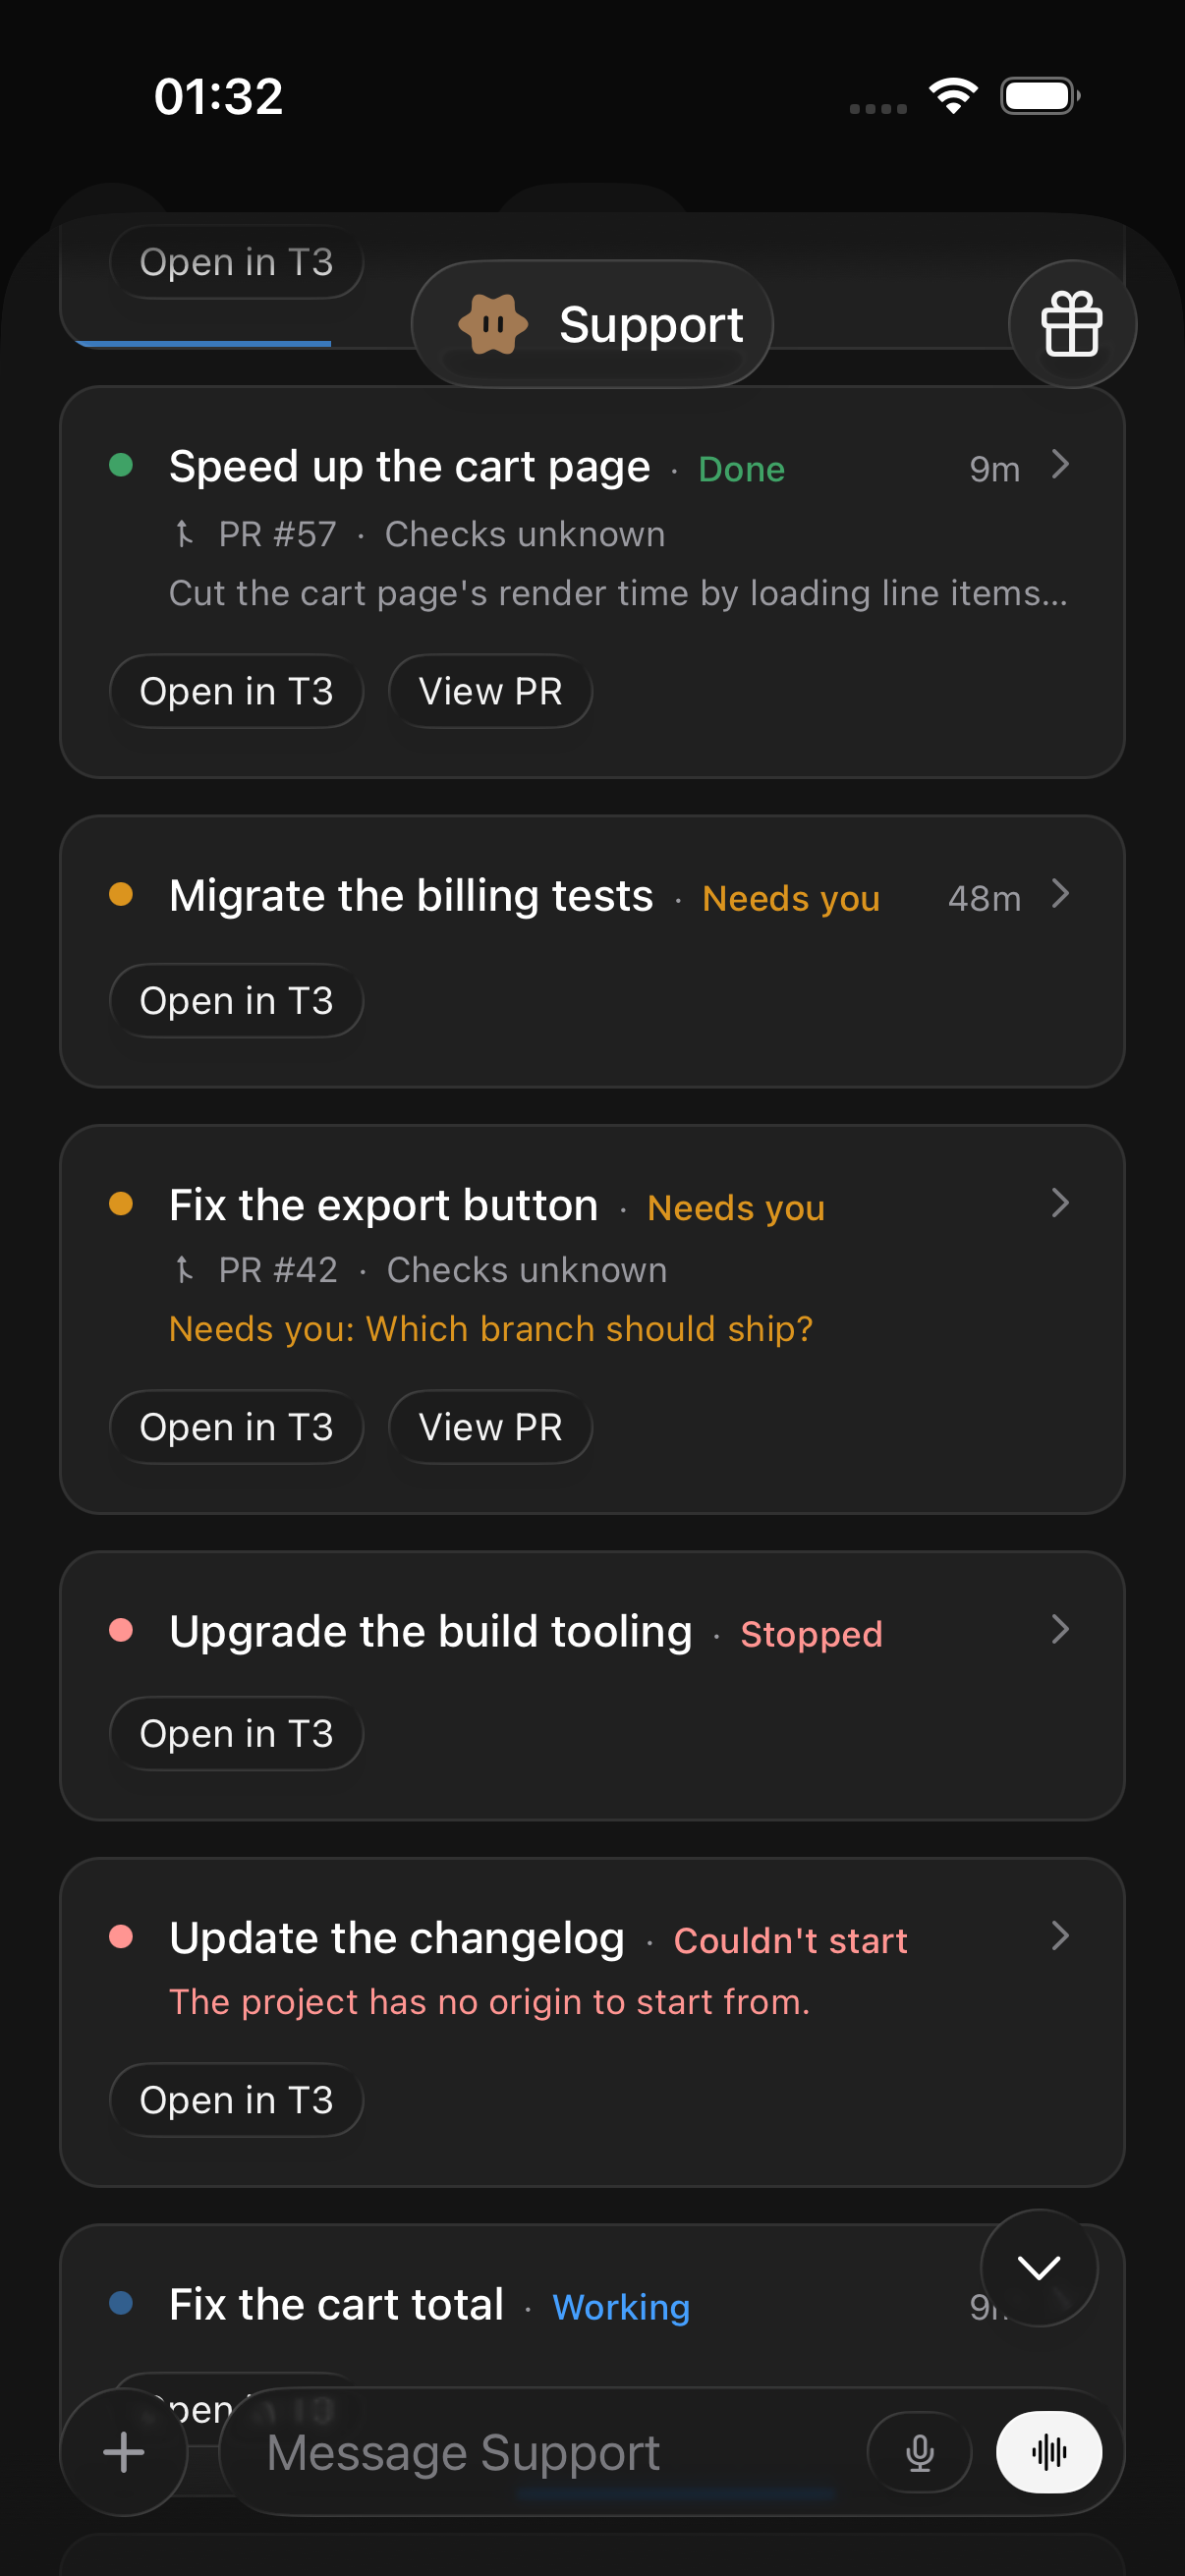 01:32
Open in T3
Support
Speed up the cart page · Done 9m
PR #57 · Checks unknown
Cut the cart page's render time by loading line items...
Open in T3 View PR
Migrate the billing tests · Needs you 48m
Open in T3
Fix the export button · Needs you
PR #42 · Checks unknown
Needs you: Which branch should ship?
Open in T3 View PR
Upgrade the build tooling · Stopped
Open in T3
Update the changelog · Couldn't start
The project has no origin to start from.
Open in T3
Fix the cart total · Working
Message Support